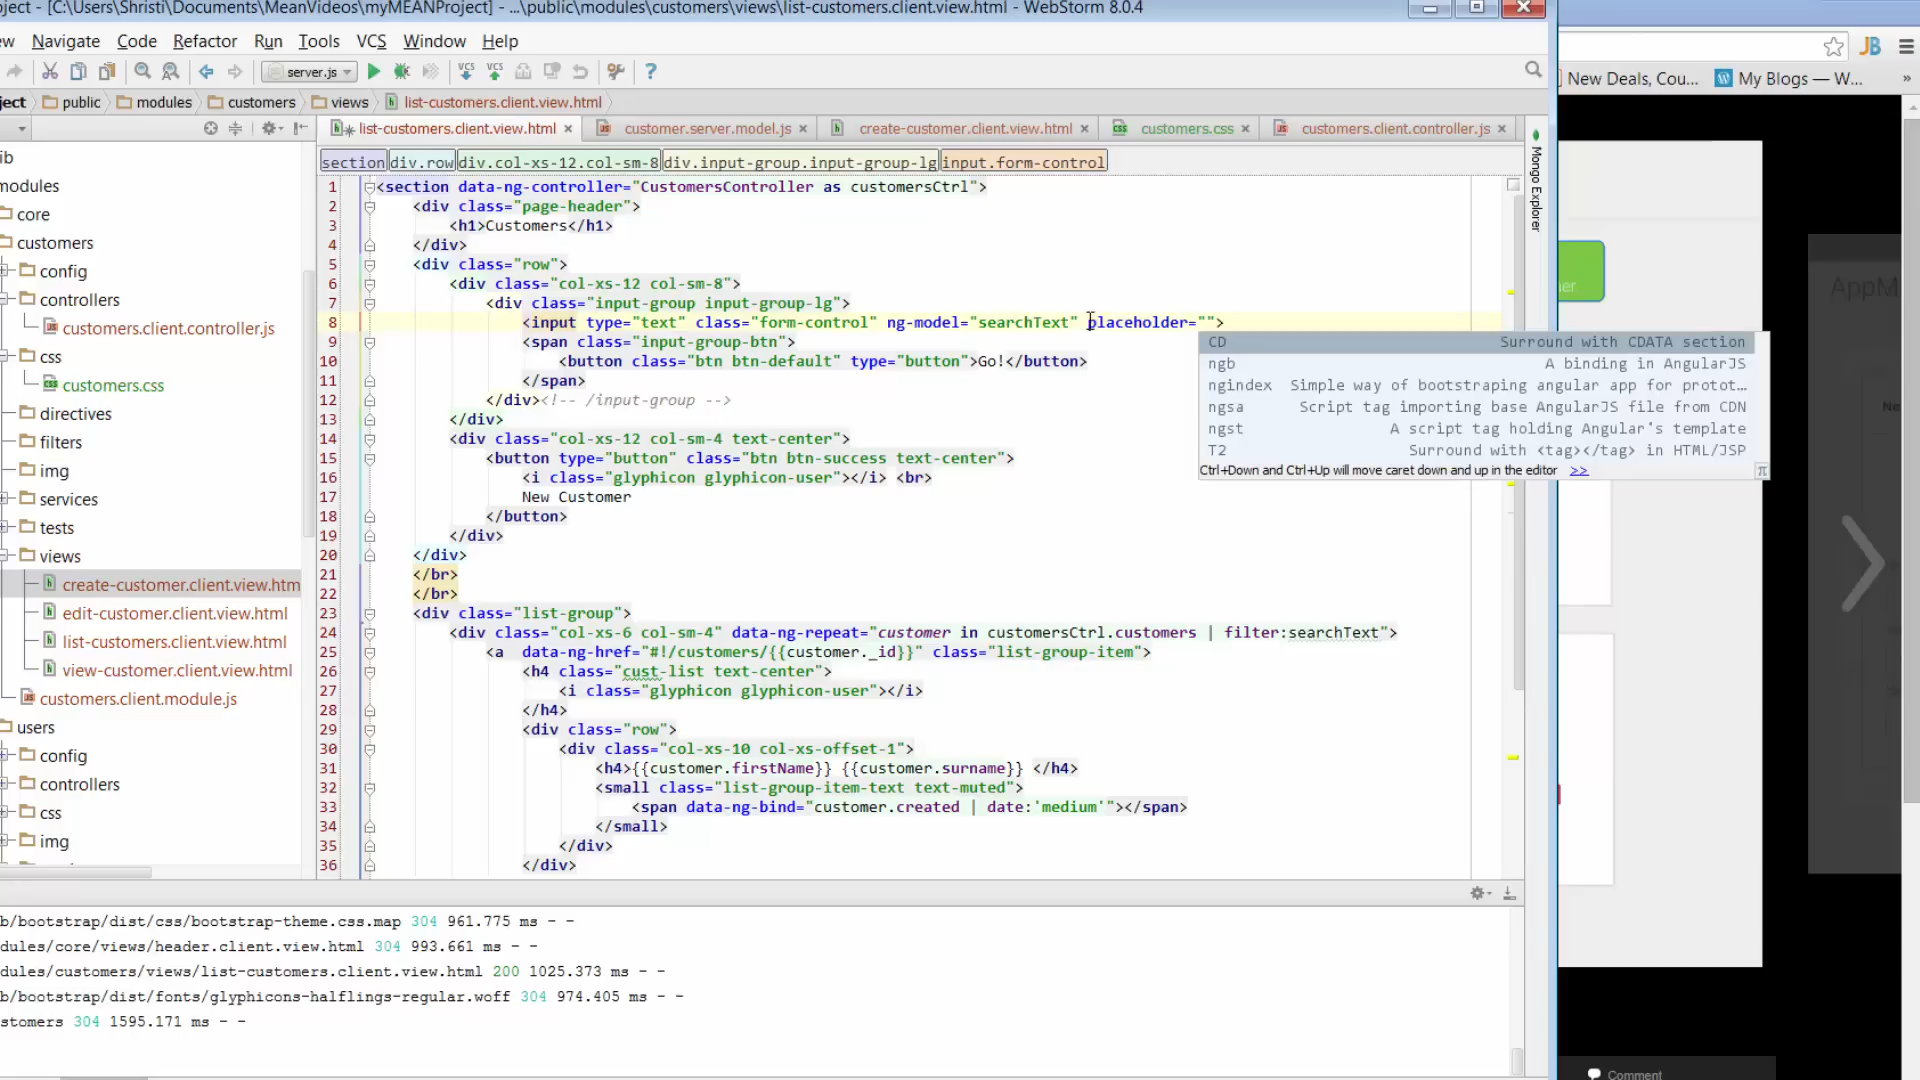 oject - [C:\Users\Shristi\Documents\MeanVideos\myMEANProject] - ...\public\modules\customers\views\list-customers.client.view.html - WebStorm 8.0.4
ew Navigate Code Refactor Run Tools VCS Window Help
server.js
VCS VCS
ject public modules customers views list-customers.client.view.html
list-customers.client.view.html customer.server.model.js create-customer.client.view.html customers.css customers.client.controller.js
section div.row div.col-xs-12.col-sm-8 div.input-group.input-group-lg input.form-control
ib
modules
core
customers
config
controllers
customers.client.controller.js
css
customers.css
directives
filters
img
services
tests
views
create-customer.client.view.htm
edit-customer.client.view.html
list-customers.client.view.html
view-customer.client.view.html
customers.client.module.js
users
config
controllers
css
img
1 <section data-ng-controller="CustomersController as customersCtrl">
2 <div class="page-header">
3 <h1>Customers</h1>
4 </div>
5 <div class="row">
6 <div class="col-xs-12 col-sm-8">
7 <div class="input-group input-group-lg">
8 <input type="text" class="form-control" ng-model="searchText" placeholder="">
9 <span class="input-group-btn">
10 <button class="btn btn-default" type="button">Go!</button>
11 </span>
12 </div><!-- /input-group -->
13 </div>
14 <div class="col-xs-12 col-sm-4 text-center">
15 <button type="button" class="btn btn-success text-center">
16 <i class="glyphicon glyphicon-user"></i> <br>
17 New Customer
18 </button>
19 </div>
20 </div>
21 </br>
22 </br>
23 <div class="list-group">
24 <div class="col-xs-6 col-sm-4" data-ng-repeat="customer in customersCtrl.customers | filter:searchText">
25 <a data-ng-href="#!/customers/{{customer._id}}" class="list-group-item">
26 <h4 class="cust-list text-center">
27 <i class="glyphicon glyphicon-user"></i>
28 </h4>
29 <div class="row">
30 <div class="col-xs-10 col-xs-offset-1">
31 <h4>{{customer.firstName}} {{customer.surname}} </h4>
32 <small class="list-group-item-text text-muted">
33 <span data-ng-bind="customer.created | date:'medium'"></span>
34 </small>
35 </div>
36 </div>
CD Surround with CDATA section
ngb A binding in AngularJS
ngindex Simple way of bootstraping angular app for protot…
ngsa Script tag importing base AngularJS file from CDN
ngst A script tag holding Angular's template
T2 Surround with <tag></tag> in HTML/JSP
Ctrl+Down and Ctrl+Up will move caret down and up in the editor >>
π
Mongo Explorer
b/bootstrap/dist/css/bootstrap-theme.css.map 304 961.775 ms - -
dules/core/views/header.client.view.html 304 993.661 ms - -
dules/customers/views/list-customers.client.view.html 200 1025.373 ms - -
b/bootstrap/dist/fonts/glyphicons-halflings-regular.woff 304 974.405 ms - -
stomers 304 1595.171 ms - -
JB
New Deals, Cou... My Blogs — W... »
er
AppM
Ne
Comment